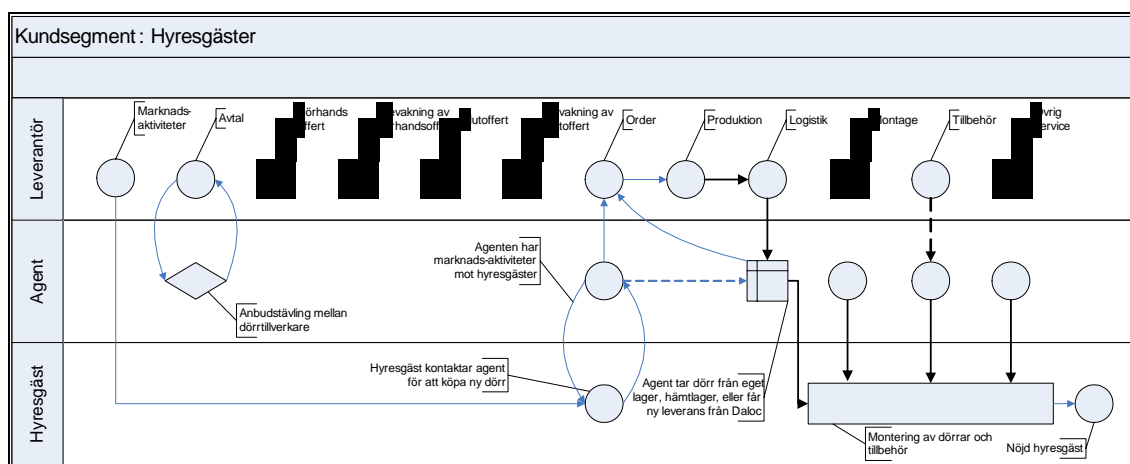 Kundsegment : Hyresgäster
Leverantör
Marknads-
aktiviteter
Avtal
av
av
Order
Produktion
Logistik
Tillbehör
Agent
Agenten har
marknads-aktiviteter
mot hyresgäster
Anbudstävling mellan
dörrtillverkare
Hyresgäst
Hyresgäst kontaktar agent
för att köpa ny dörr
Agent tar dörr från eget
lager, hämtlager, eller får
ny leverans från Daloc
Montering av dörrar och
tillbehör
Nöjd hyresgäst